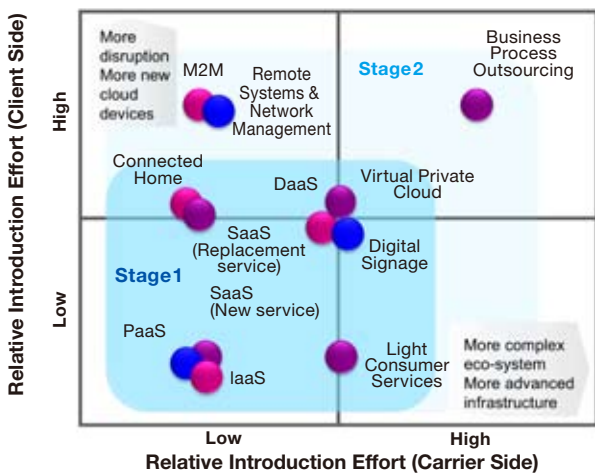 More
disruption
More new
cloud
devices
M2M
Remote
Systems &
Network
Management
Stage2
Business
Process
Outsourcing
Connected
Home
DaaS
Virtual Private
Cloud
SaaS
(Replacement
service)
Digital
Signage
Stage1
SaaS
(New service)
PaaS
IaaS
Light
Consumer
Services
More complex
eco-system
More advanced
infrastructure
High
Low
Relative Introduction Effort (Client Side)
Low
High
Relative Introduction Effort (Carrier Side)